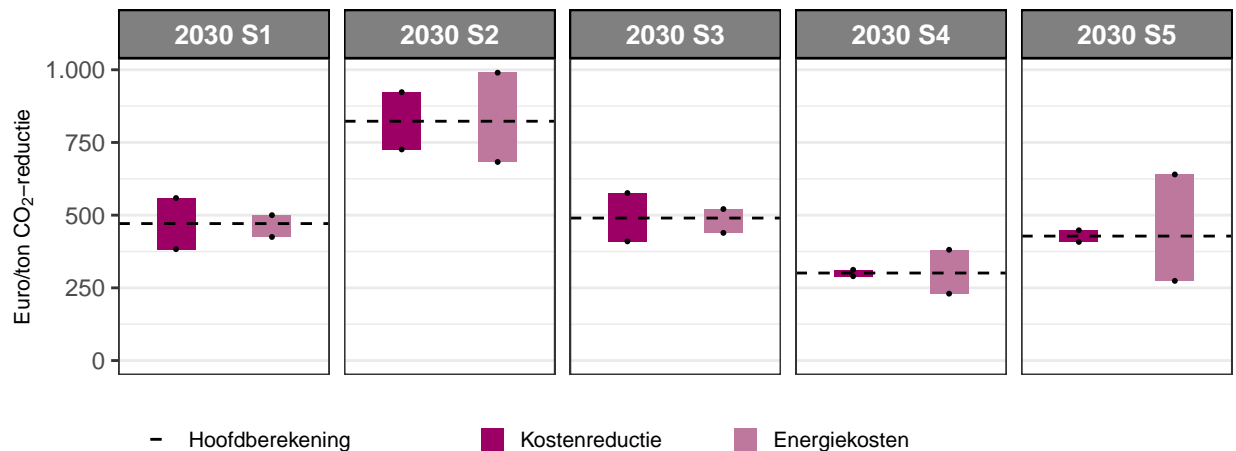 2030 S1
2030 S2
2030 S3
2030 S4
2030 S5
1.000
750
500
250
0
Euro/ton CO₂−reductie
Hoofdberekening
Kostenreductie
Energiekosten